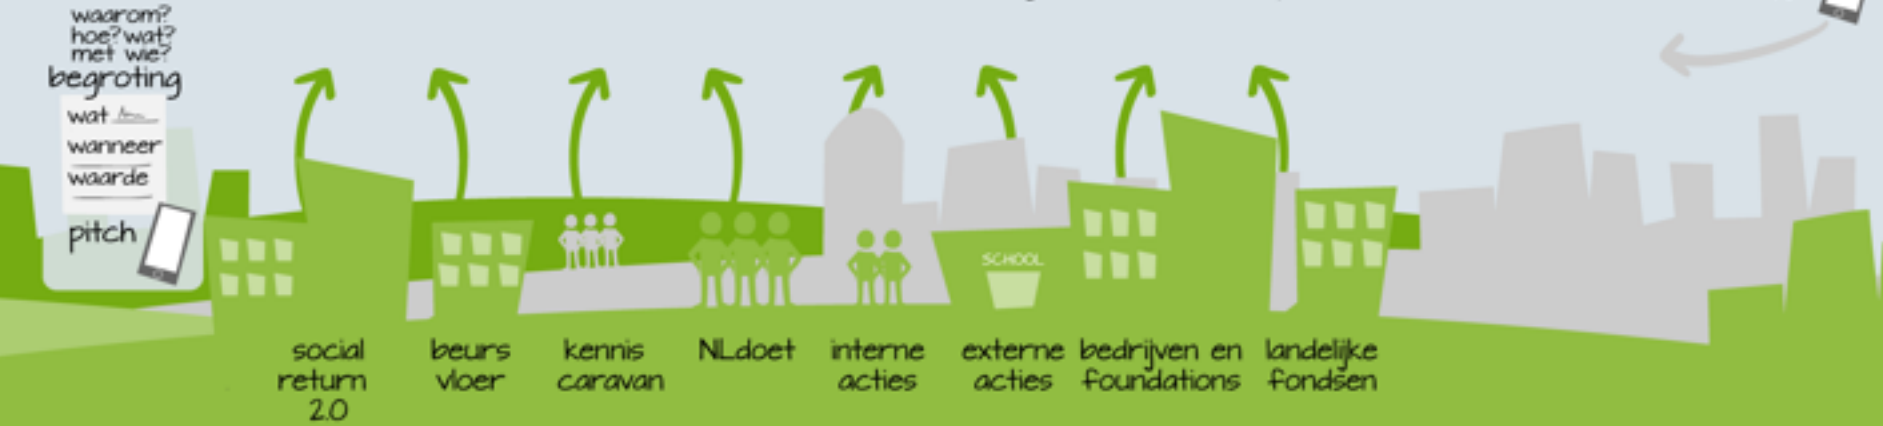 waarom?
hoe? wat?
met wie?
begroting
wat
wanneer
waarde
pitch
SCHOOL
social
return
2.0
beurs
vloer
kennis
caravan
NLdoet
interne
acties
externe
acties
bedrijven en
foundations
landelijke
fondsen